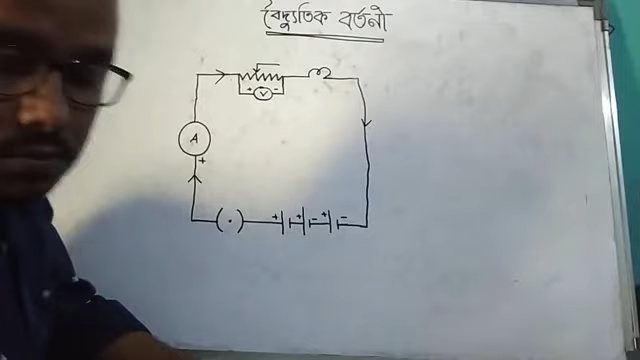 বৈদ্যুতিক বর্তনী
+ V -
A
+
+ + - + -